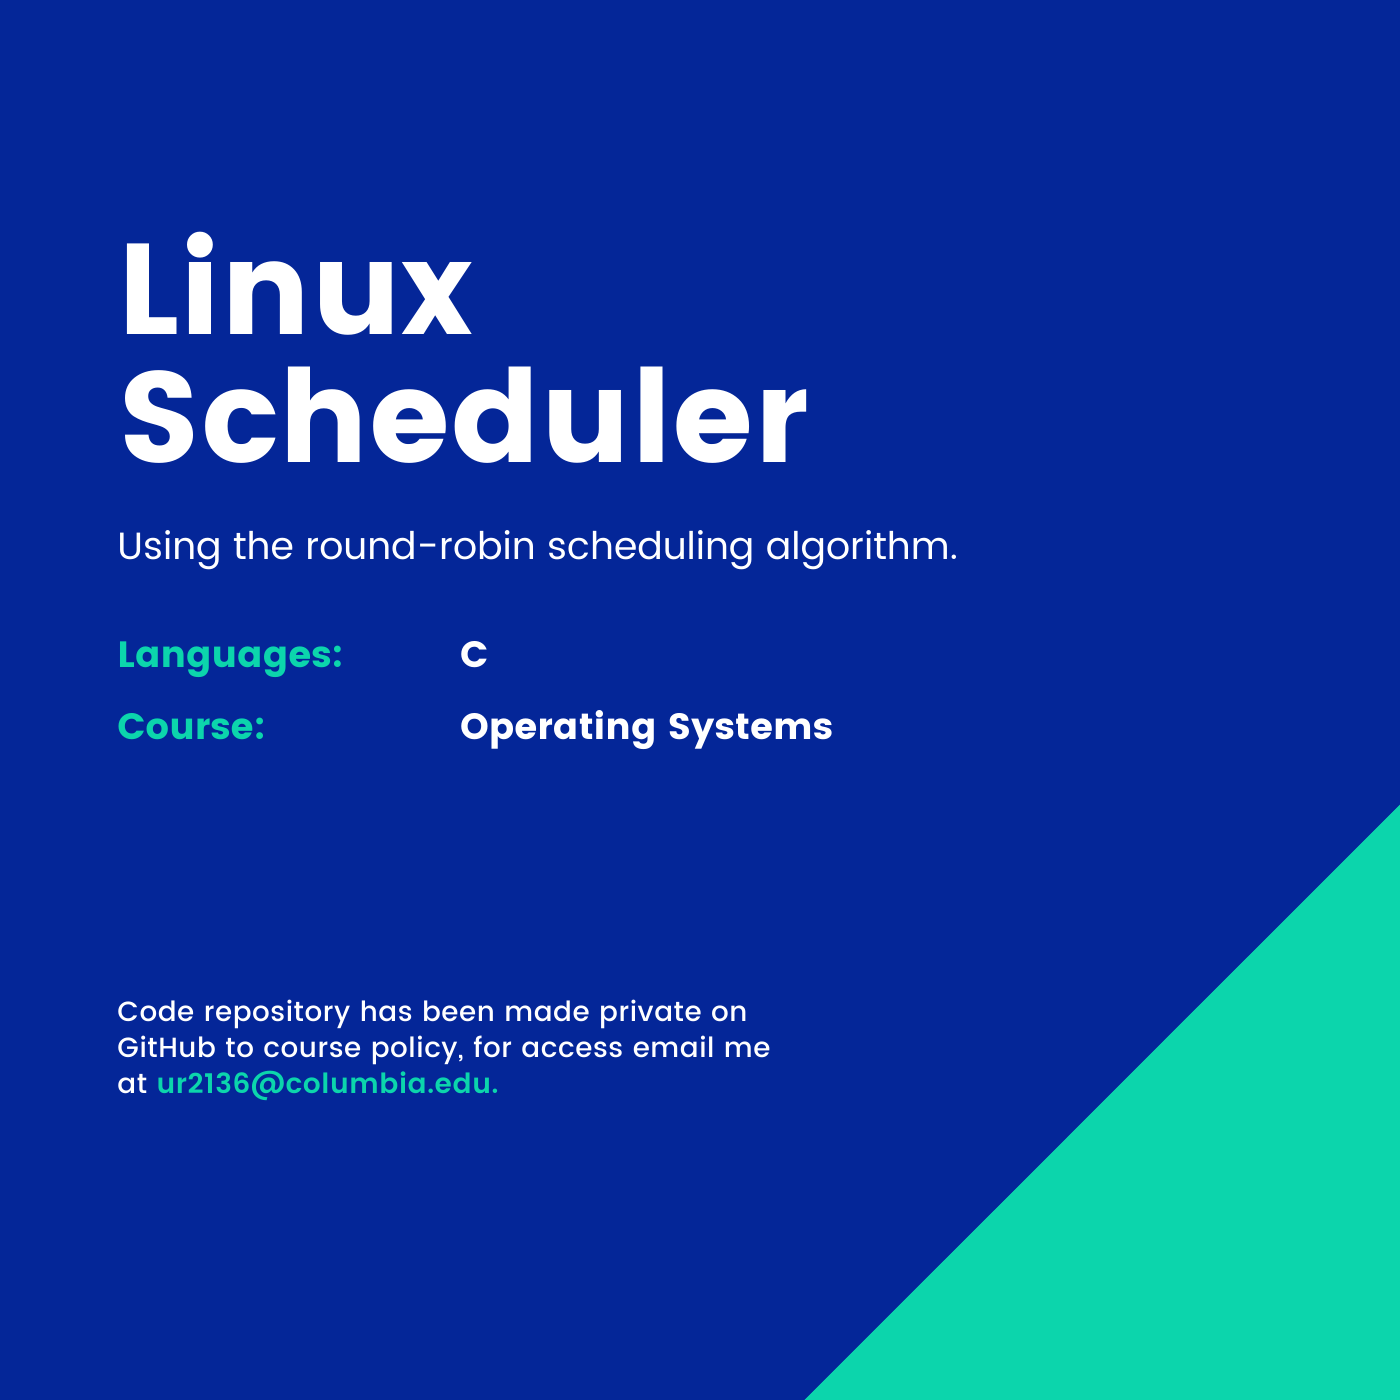 Linux
Scheduler
Using the round-robin scheduling algorithm.
Languages: C
Course: Operating Systems
Code repository has been made private on
GitHub to course policy, for access email me
at ur2136@columbia.edu.